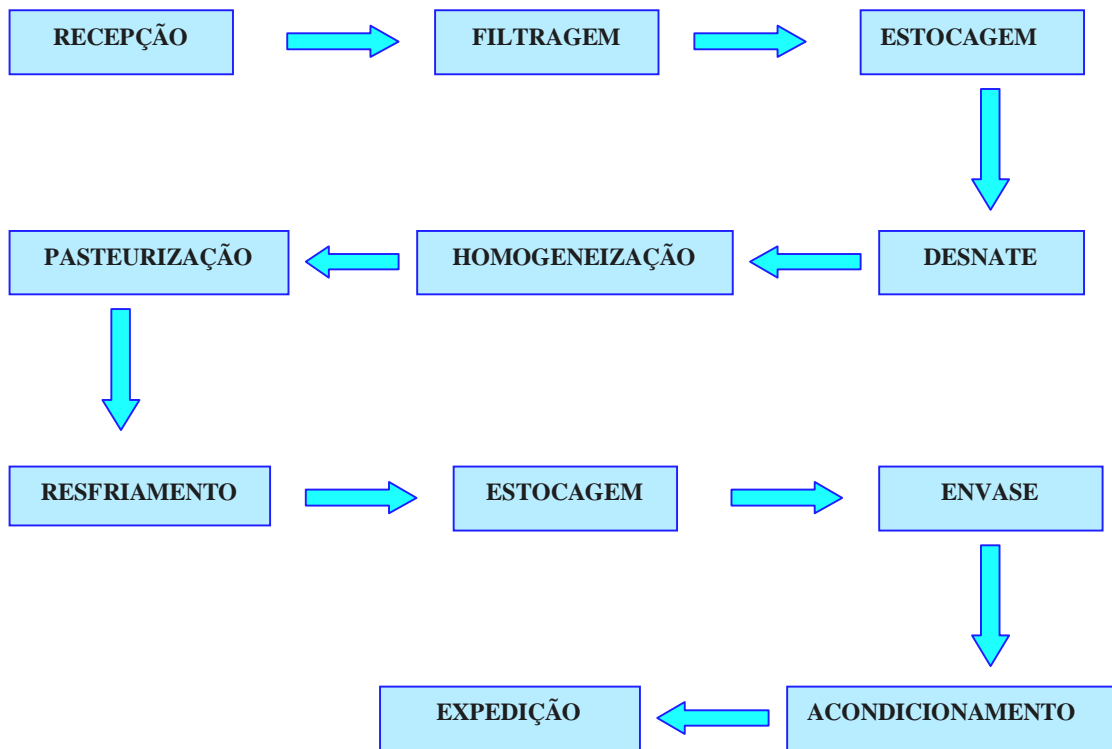 RECEPÇÃO
FILTRAGEM
ESTOCAGEM
DESNATE
HOMOGENEIZAÇÃO
PASTEURIZAÇÃO
RESFRIAMENTO
ESTOCAGEM
ENVASE
ACONDICIONAMENTO
EXPEDIÇÃO